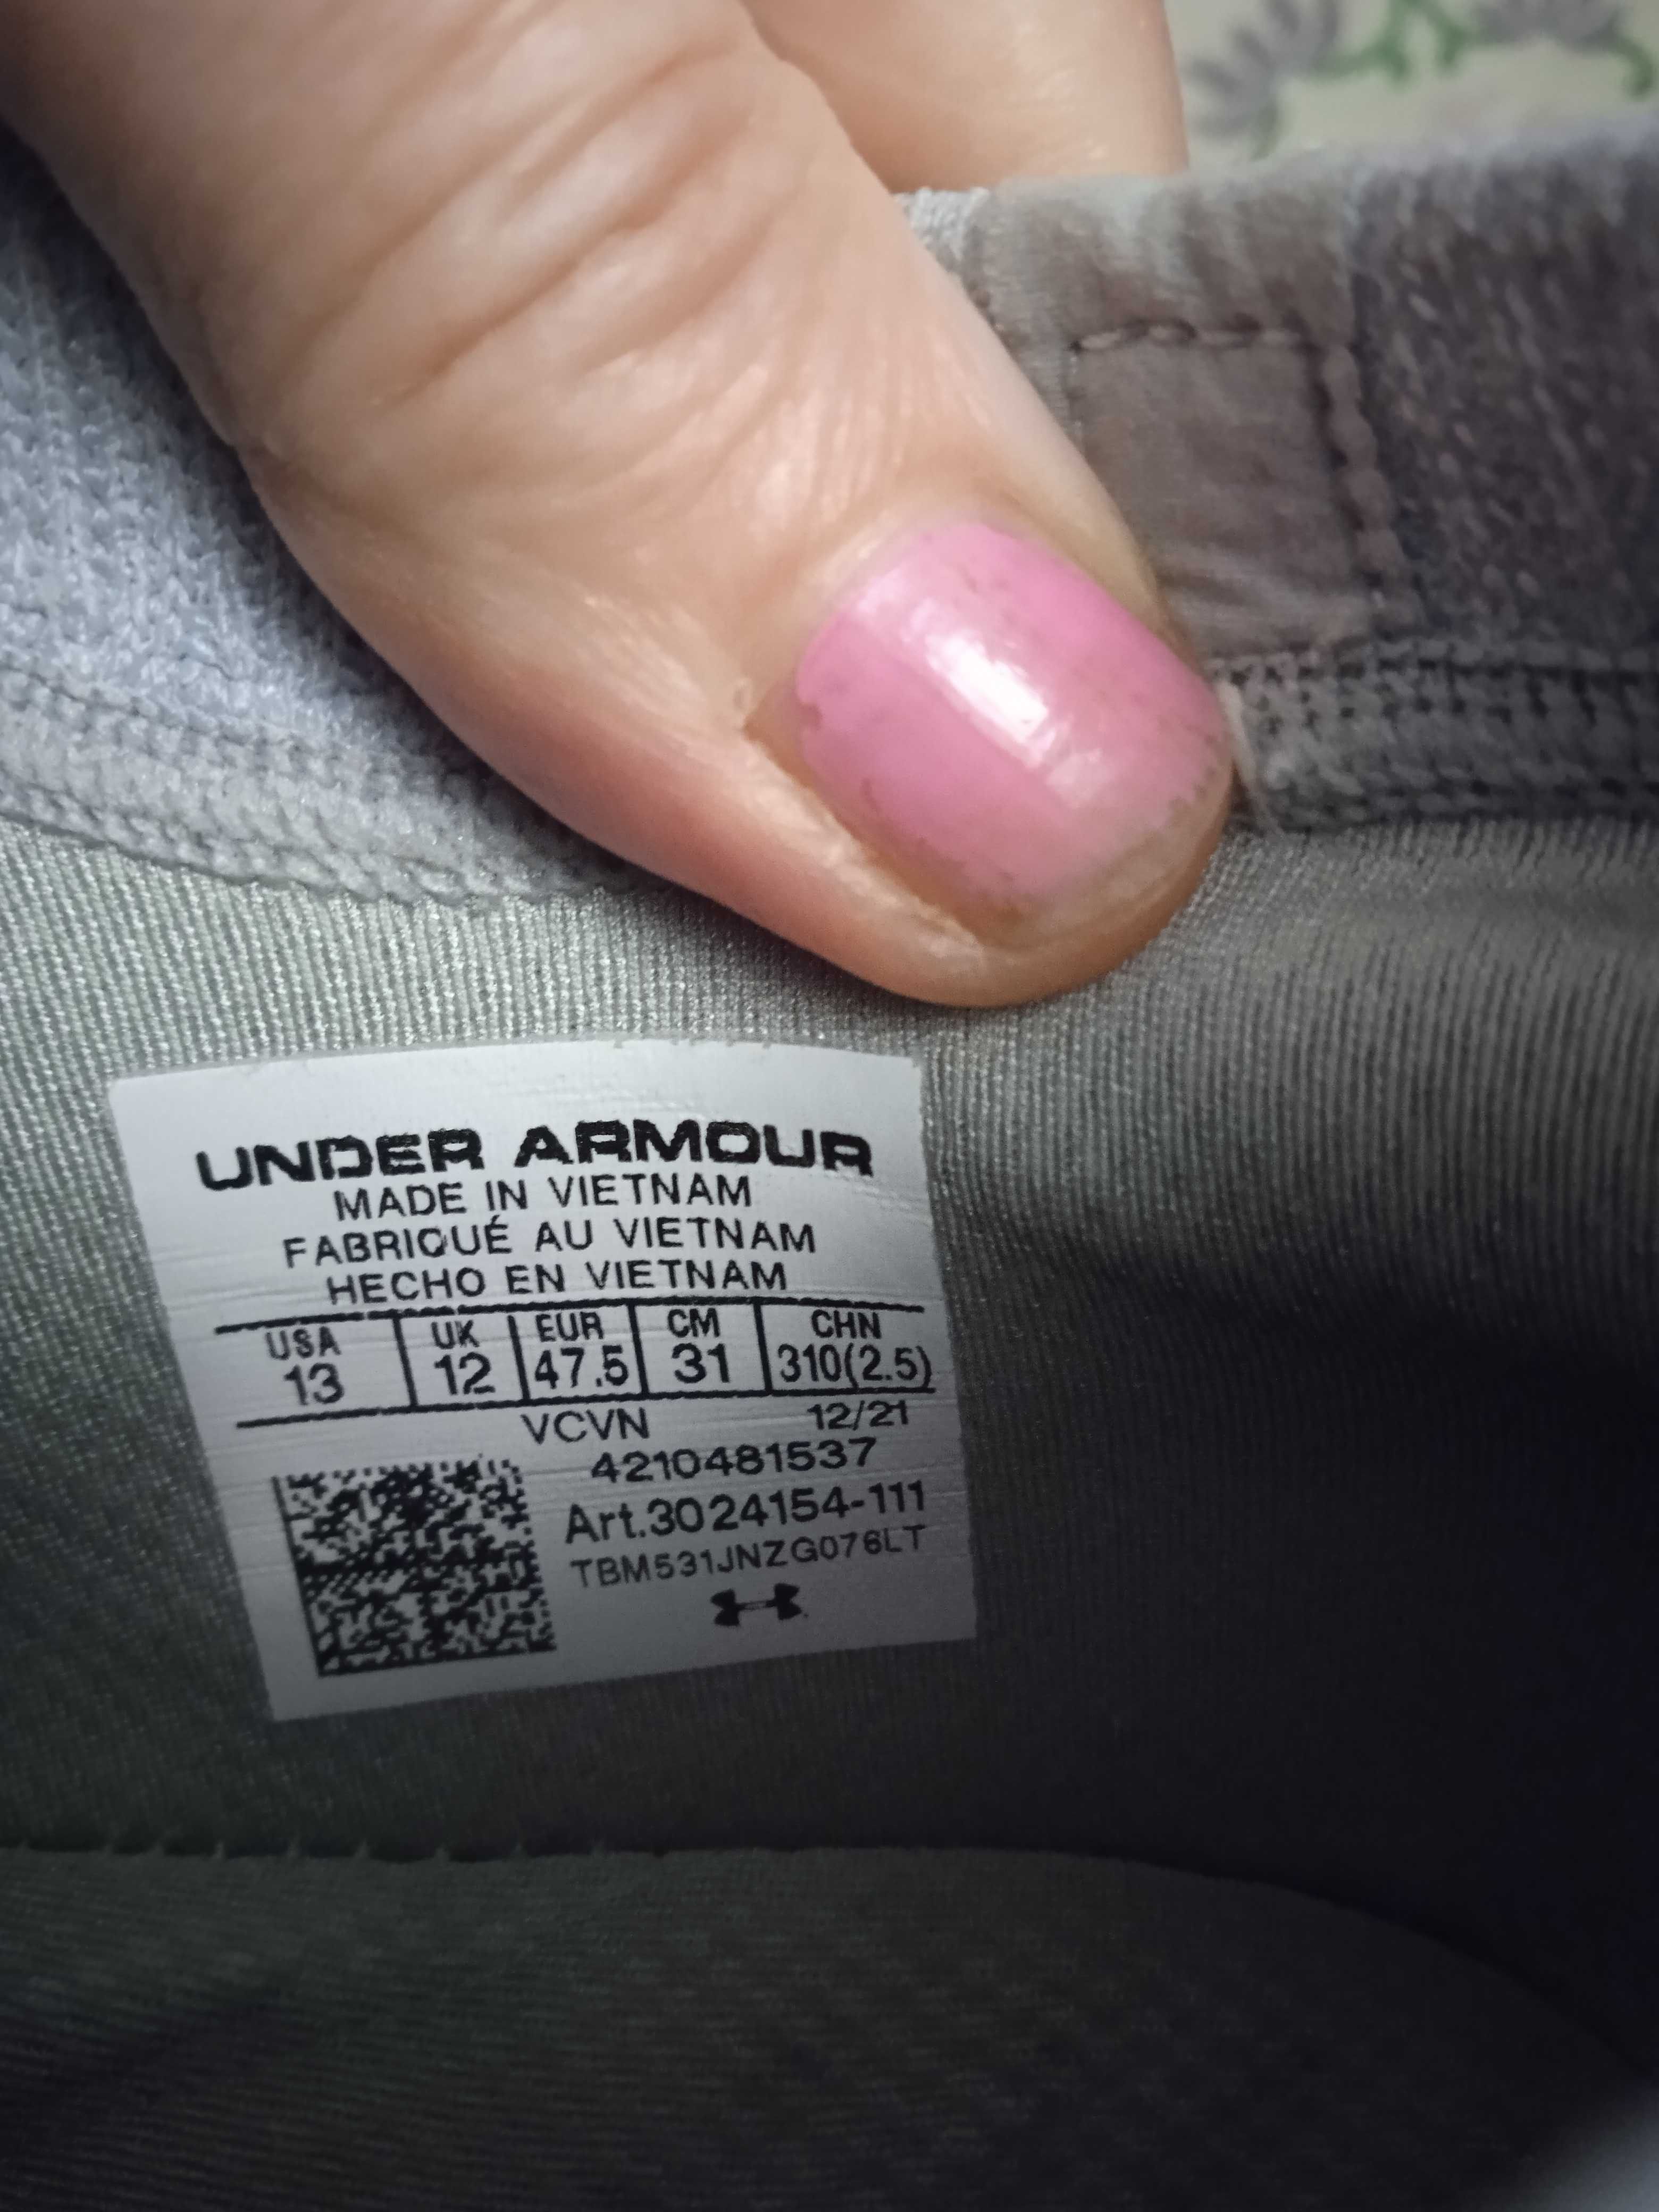 UNDER ARMOUR
MADE IN VIETNAM
FABRIQUÉ AU VIETNAM
HECHO EN VIETNAM
USA UK EUR CM CHN
13 12 47.5 31 310(2.5)
VCVN 12/21
4210481537
Art.3024154-111
TBM531JNZG076LT